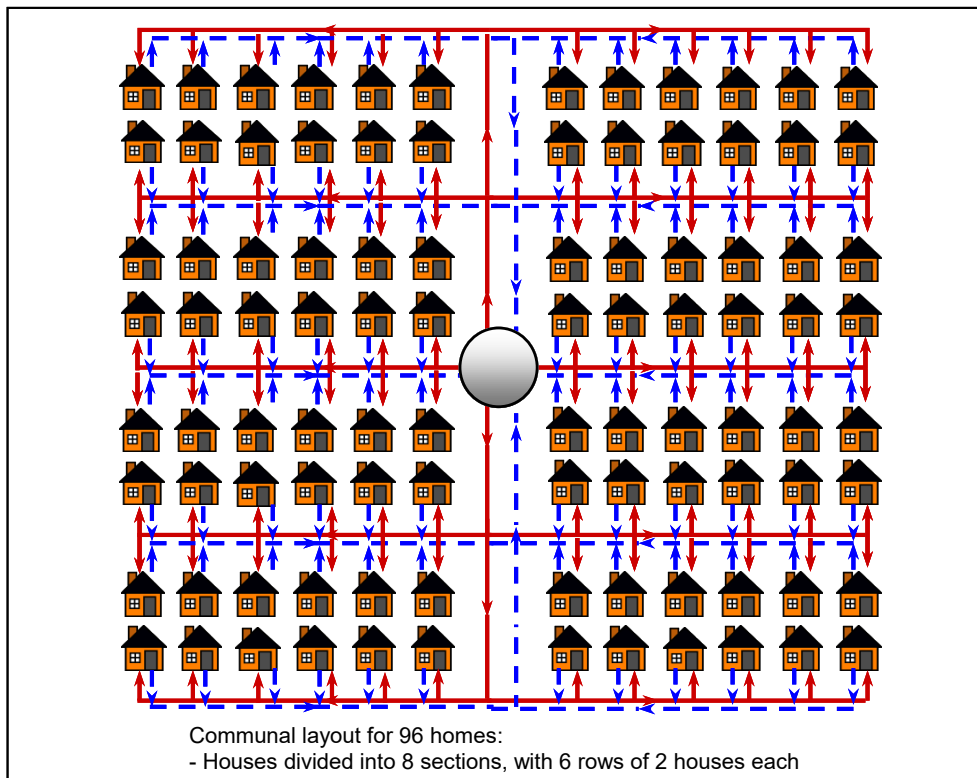 Communal layout for 96 homes:
- Houses divided into 8 sections, with 6 rows of 2 houses each